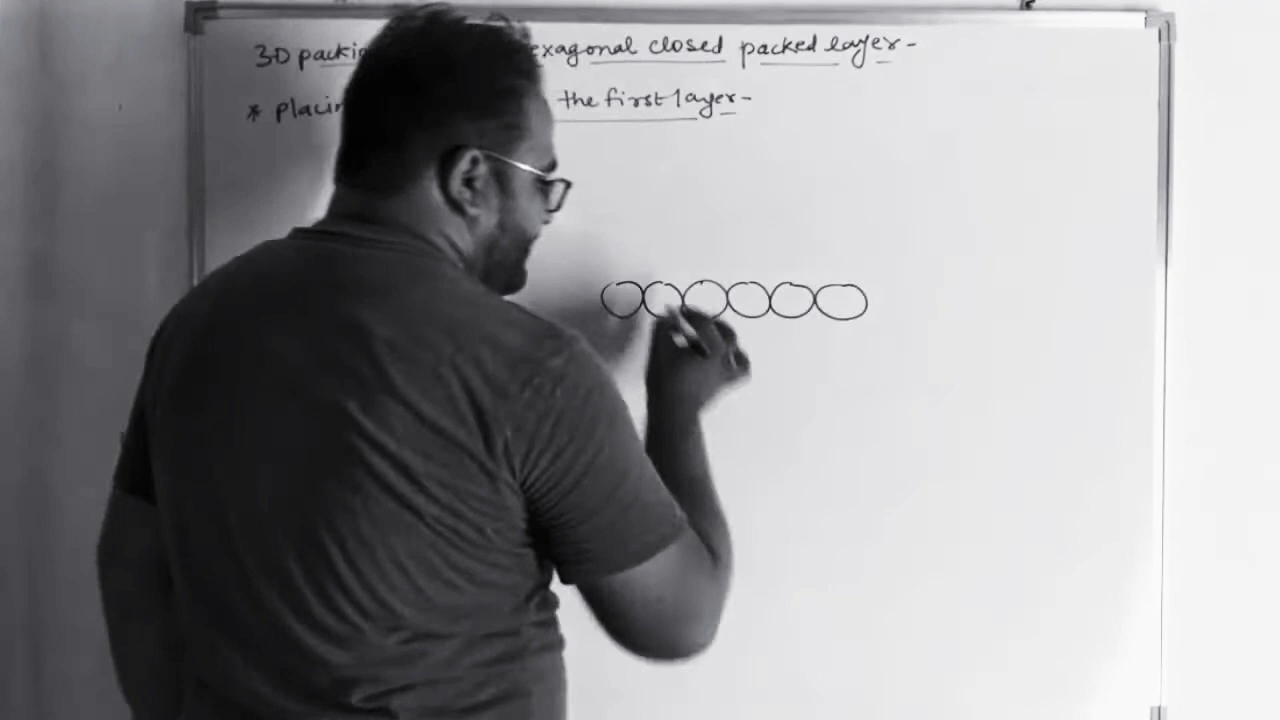 3D packi exagonal closed packed layer-
* placin the first layer-